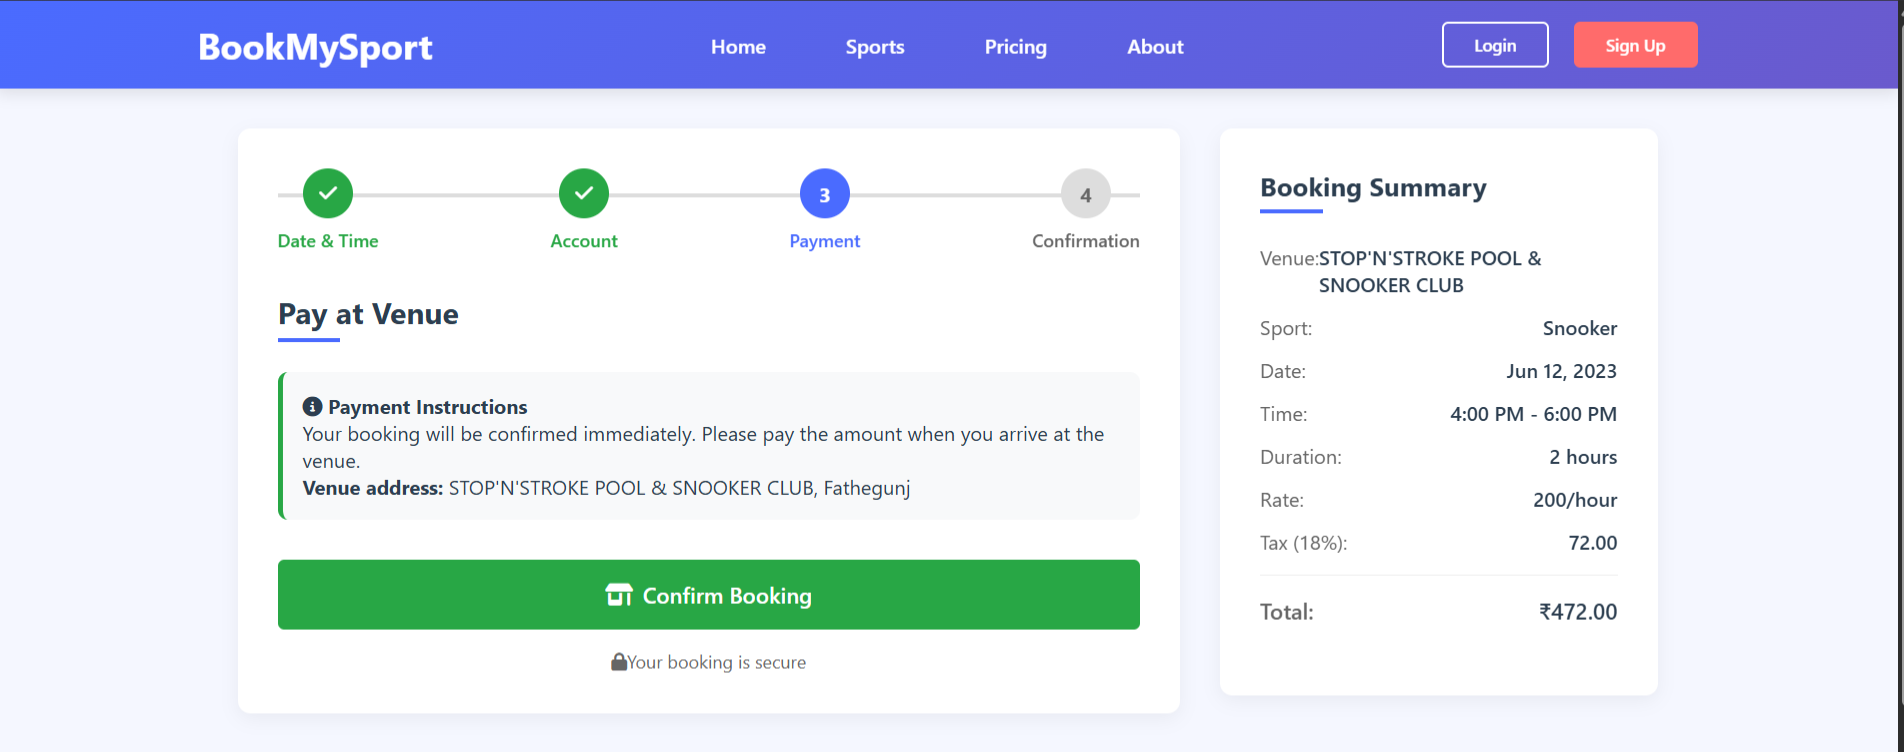 BookMySport
Home
Sports
Pricing
About
Login
Sign Up
Date & Time
Account
3
Payment
4
Confirmation
Pay at Venue
Payment Instructions
Your booking will be confirmed immediately. Please pay the amount when you arrive at the
venue.
Venue address: STOP'N'STROKE POOL & SNOOKER CLUB, Fathegunj
Confirm Booking
Your booking is secure
Booking Summary
Venue:STOP'N'STROKE POOL &
SNOOKER CLUB
Sport: Snooker
Date: Jun 12, 2023
Time: 4:00 PM - 6:00 PM
Duration: 2 hours
Rate: 200/hour
Tax (18%): 72.00
Total: ₹472.00